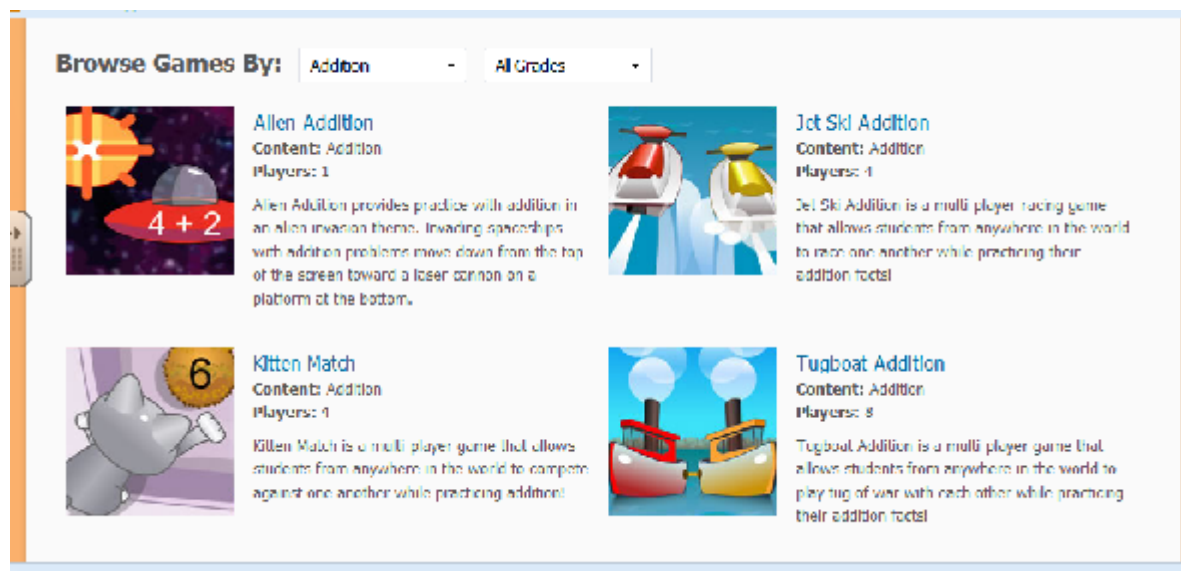 Browse Games By: Addition All Grades
Alien Addition
Content: Addition
Players: 1
Alien Addition provides practice with addition in
an alien invasion theme. Invading spaceships
with addition problems move down from the top
of the screen toward a laser cannon on a
platform at the bottom.
4 + 2
Jet Ski Addition
Content: Addition
Players: 4
Jet Ski Addition is a multi player racing game
that allows students from anywhere in the world
to race one another while practicing their
addition facts!
Kitten Match
Content: Addition
Players: 4
Kitten Match is a multi player game that allows
students from anywhere in the world to compete
against one another while practicing addition!
6
Tugboat Addition
Content: Addition
Players: 8
Tugboat Addition is a multi player game that
allows students from anywhere in the world to
play tug of war with each other while practicing
their addition facts!